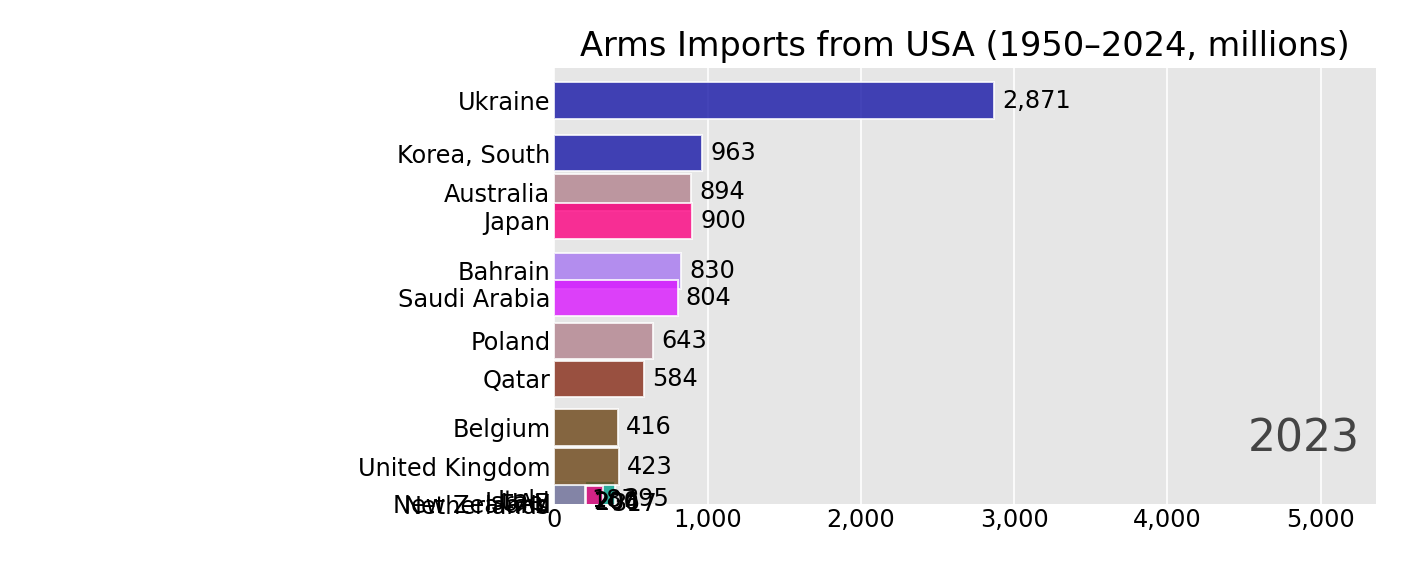 Arms Imports from USA (1950–2024, millions)
Ukraine 2,871
Korea, South 963
Australia 894
Japan 900
Bahrain 830
Saudi Arabia 804
Poland 643
Qatar 584
Belgium 416
2023
United Kingdom 423
0 1,000 2,000 3,000 4,000 5,000